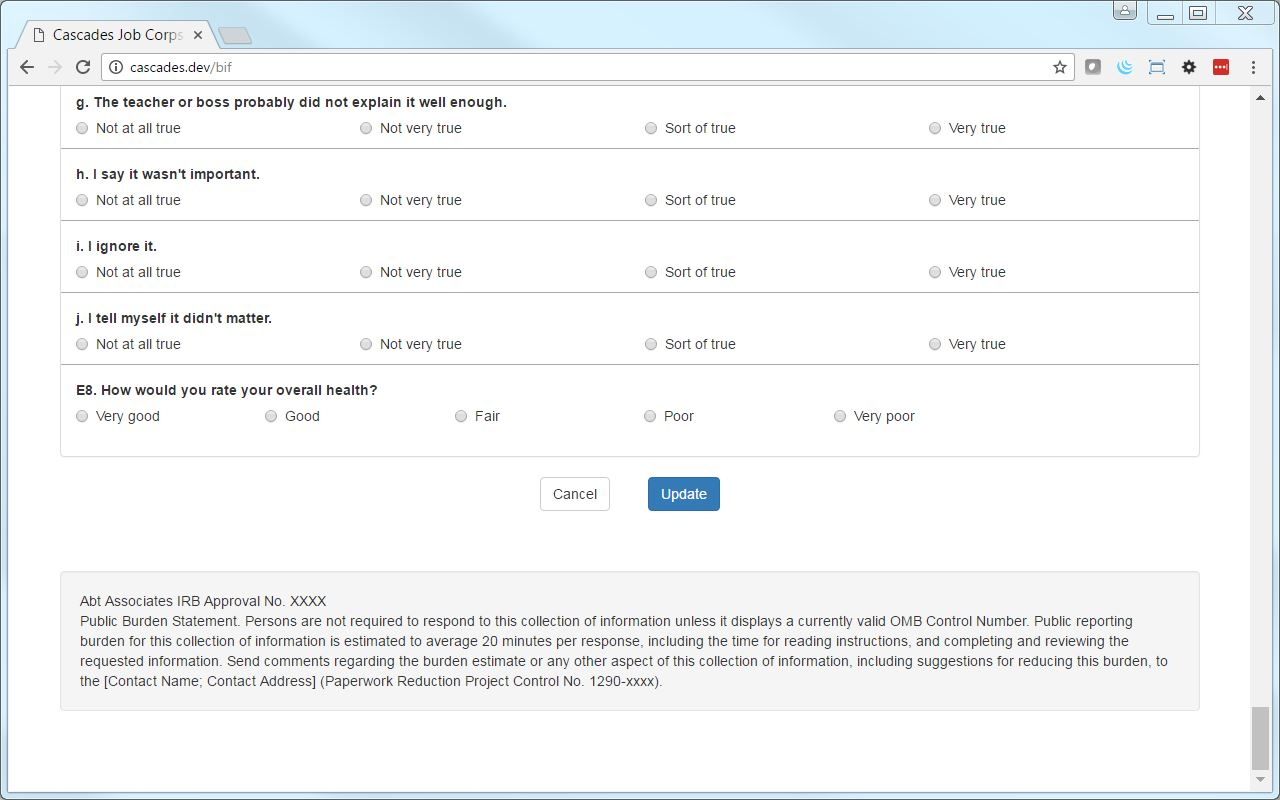 Cascades Job Corps
cascades.dev/bif
g. The teacher or boss probably did not explain it well enough.
Not at all true Not very true Sort of true Very true
h. I say it wasn't important.
Not at all true Not very true Sort of true Very true
i. I ignore it.
Not at all true Not very true Sort of true Very true
j. I tell myself it didn't matter.
Not at all true Not very true Sort of true Very true
E8. How would you rate your overall health?
Very good Good Fair Poor Very poor
Cancel Update
Abt Associates IRB Approval No. XXXX
Public Burden Statement. Persons are not required to respond to this collection of information unless it displays a currently valid OMB Control Number. Public reporting
burden for this collection of information is estimated to average 20 minutes per response, including the time for reading instructions, and completing and reviewing the
requested information. Send comments regarding the burden estimate or any other aspect of this collection of information, including suggestions for reducing this burden, to
the [Contact Name; Contact Address] (Paperwork Reduction Project Control No. 1290-xxxx).